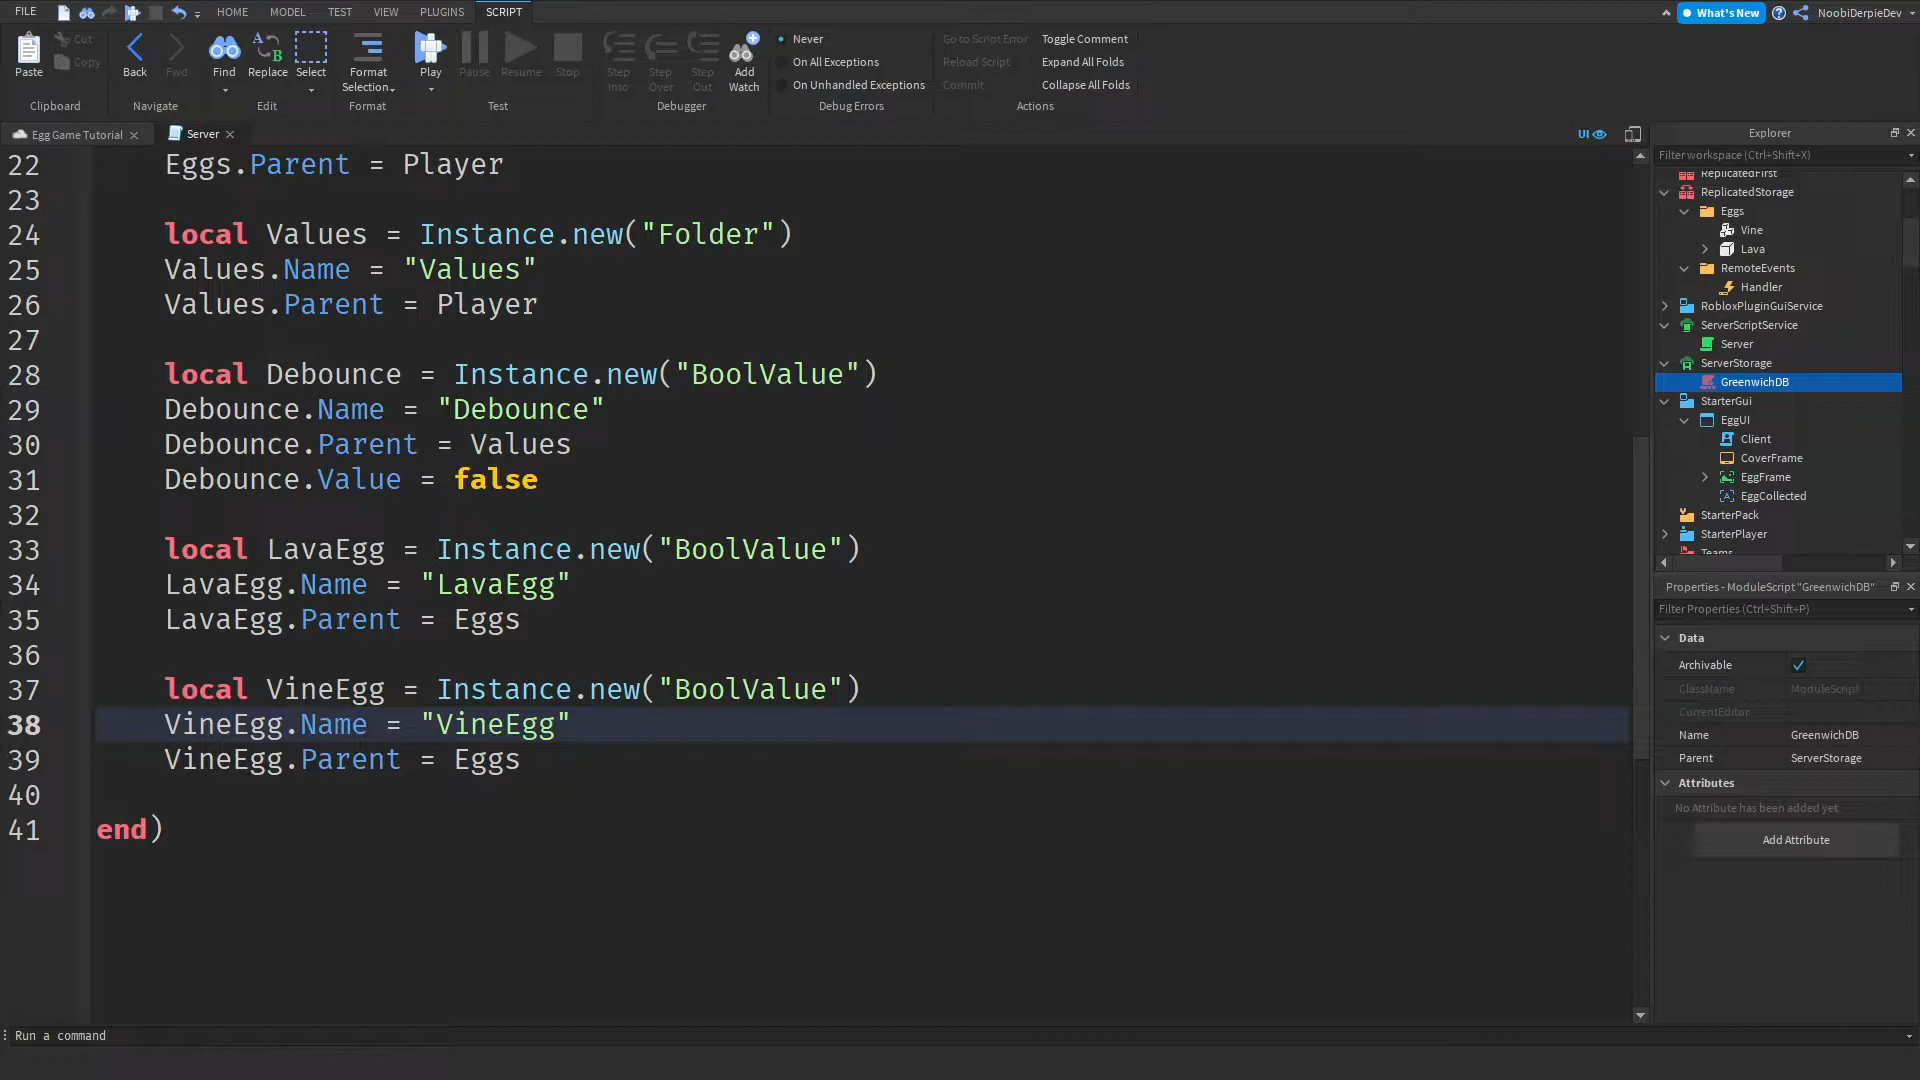 FILE HOME MODEL TEST VIEW PLUGINS SCRIPT What's New NoobiDerpieDev
Paste Cut Copy Clipboard
Back Fwd Navigate
Find Replace Select Edit
Format Selection Format
Play Pause Resume Stop Test
Step Into Step Over Step Out Add Watch Debugger
Never
On All Exceptions
On Unhandled Exceptions
Debug Errors
Go to Script Error Toggle Comment
Reload Script Expand All Folds
Commit Collapse All Folds
Actions
Egg Game Tutorial Server UI
22 Eggs.Parent = Player
23
24 local Values = Instance.new("Folder")
25 Values.Name = "Values"
26 Values.Parent = Player
27
28 local Debounce = Instance.new("BoolValue")
29 Debounce.Name = "Debounce"
30 Debounce.Parent = Values
31 Debounce.Value = false
32
33 local LavaEgg = Instance.new("BoolValue")
34 LavaEgg.Name = "LavaEgg"
35 LavaEgg.Parent = Eggs
36
37 local VineEgg = Instance.new("BoolValue")
38 VineEgg.Name = "VineEgg"
39 VineEgg.Parent = Eggs
40
41 end)
Explorer
Filter workspace (Ctrl+Shift+X)
ReplicatedFirst
ReplicatedStorage
Eggs
Vine
Lava
RemoteEvents
Handler
RobloxPluginGuiService
ServerScriptService
Server
ServerStorage
GreenwichDB
StarterGui
EggUI
Client
CoverFrame
EggFrame
EggCollected
StarterPack
StarterPlayer
Teams
Properties - ModuleScript "GreenwichDB"
Filter Properties (Ctrl+Shift+P)
Data
Archivable
ClassName ModuleScript
CurrentEditor
Name GreenwichDB
Parent ServerStorage
Attributes
No Attribute has been added yet
Add Attribute
Run a command